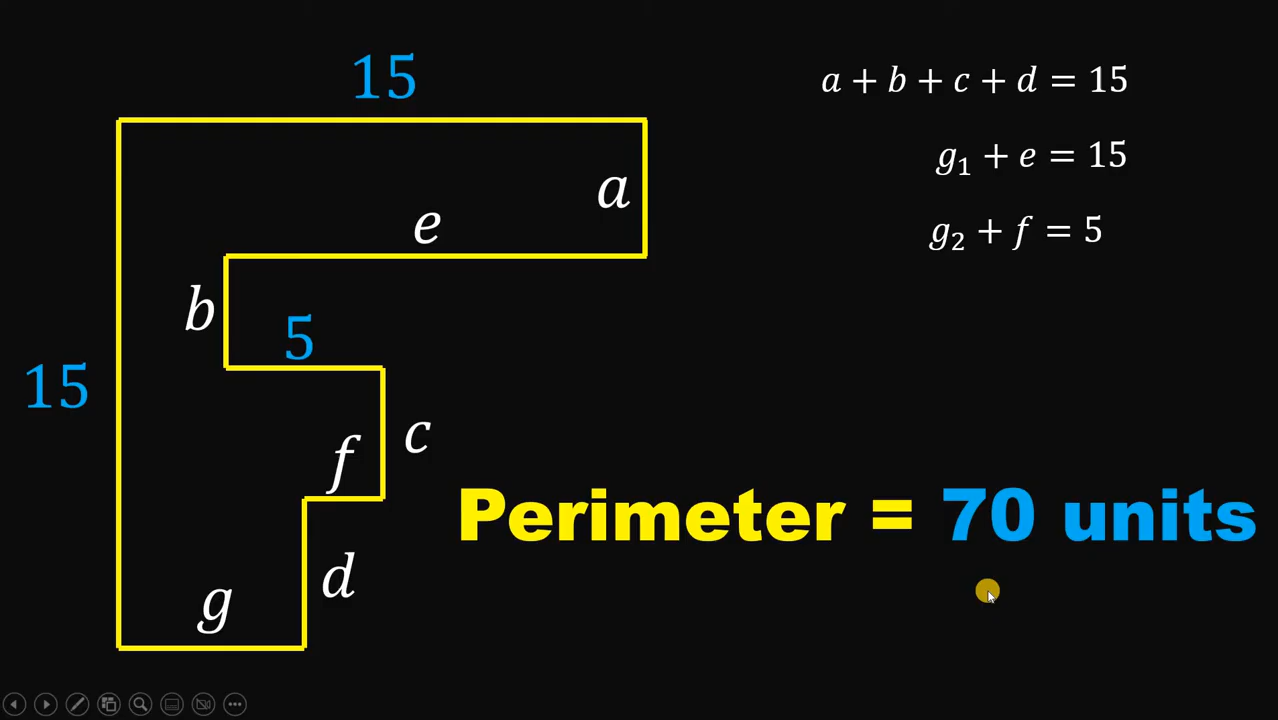 15
a + b + c + d = 15
g₁ + e = 15
a
e
g₂ + f = 5
b
5
15
f
c
Perimeter = 70 units
d
g